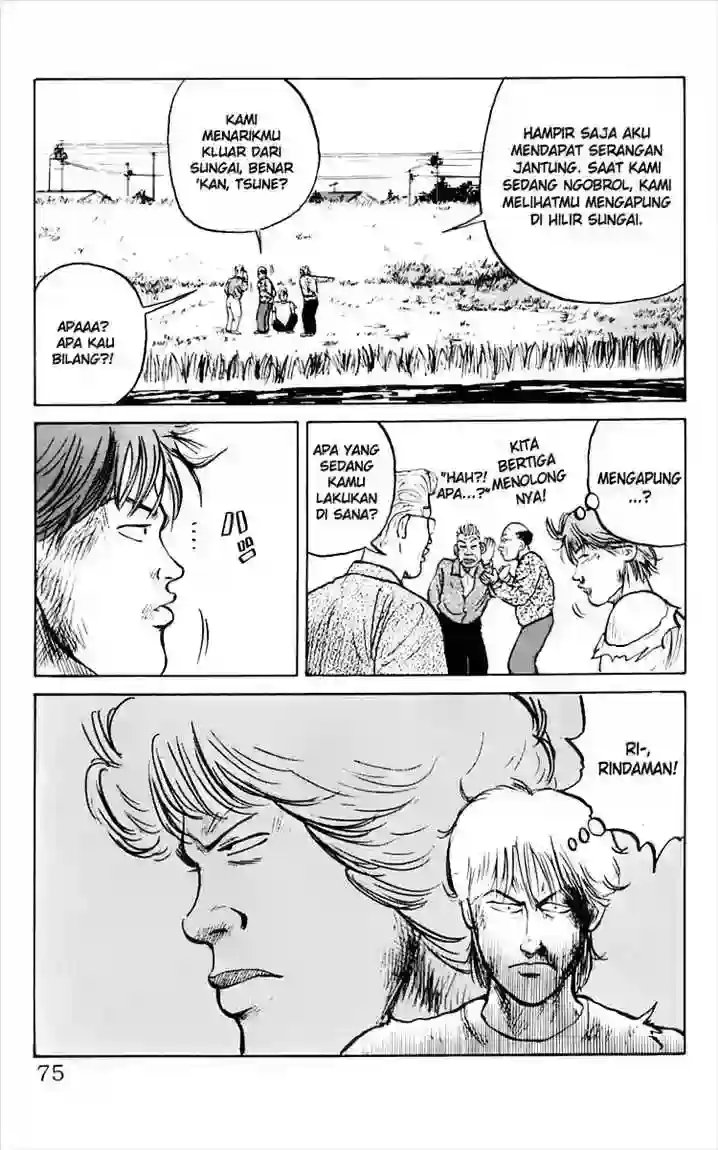 HAMPIR SAJA AKU
MENDAPAT SERANGAN
JANTUNG. SAAT KAMI
SEDANG NGOBROL, KAMI
MELIHATMU MENGAPUNG
DI HILIR SUNGAI.
KAMI
MENARIKMU
KLUAR DARI
SUNGAI, BENAR
'KAN, TSUNE?
APAAA?
APA KAU
BILANG?!
APA YANG
SEDANG
KAMU
LAKUKAN
DI SANA?
"HAH?!
APA...?"
KITA
BERTIGA
MENOLONG
NYA!
MENGAPUNG
...?
RI-,
RINDAMAN!
75